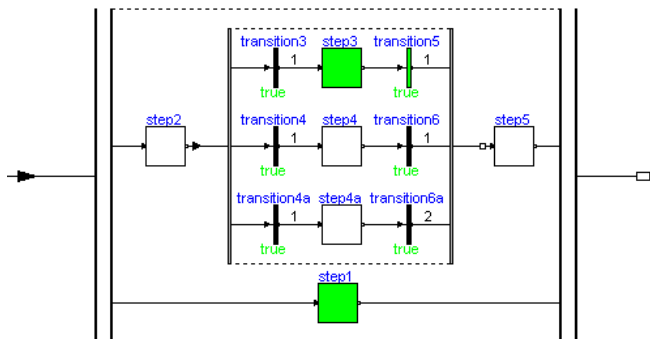 transition3 step3 transition5
1 1
true true
step2 transition4 step4 transition6 step5
1 1
true true
transition4a step4a transition6a
1 2
true true
step1